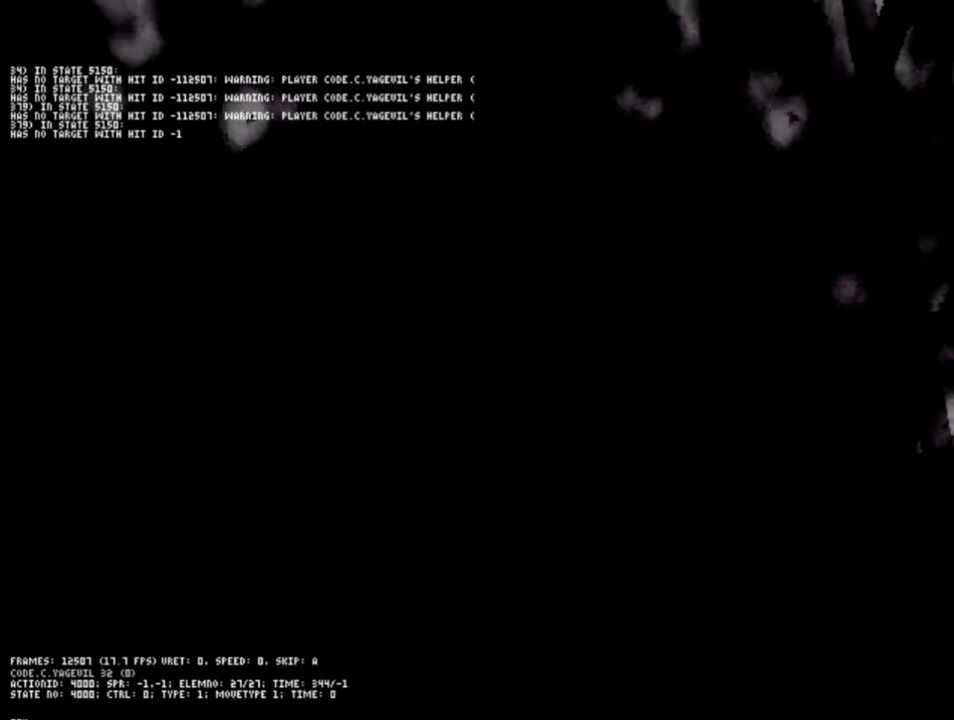 34) IN STATE 5150:
HAS NO TARGET WITH HIT ID -112507: WARNING: PLAYER CODE.C.YAGEVIL'S HELPER (
34) IN STATE 5150:
HAS NO TARGET WITH HIT ID -112507: WARNING: PLAYER CODE.C.YAGEVIL'S HELPER (
379) IN STATE 5150:
HAS NO TARGET WITH HIT ID -112507: WARNING: PLAYER CODE.C.YAGEVIL'S HELPER (
379) IN STATE 5150:
HAS NO TARGET WITH HIT ID -1
FRAMES: 12507 (17.7 FPS) VRET: 0, SPEED: 0, SKIP: A
CODE.C.YAGEVIL 32 (0)
ACTIONID: 4000; SPR: -1,-1; ELEMNO: 27/27; TIME: 344/-1
STATE NO: 4000; CTRL: 0; TYPE: 1; MOVETYPE 1; TIME: 0